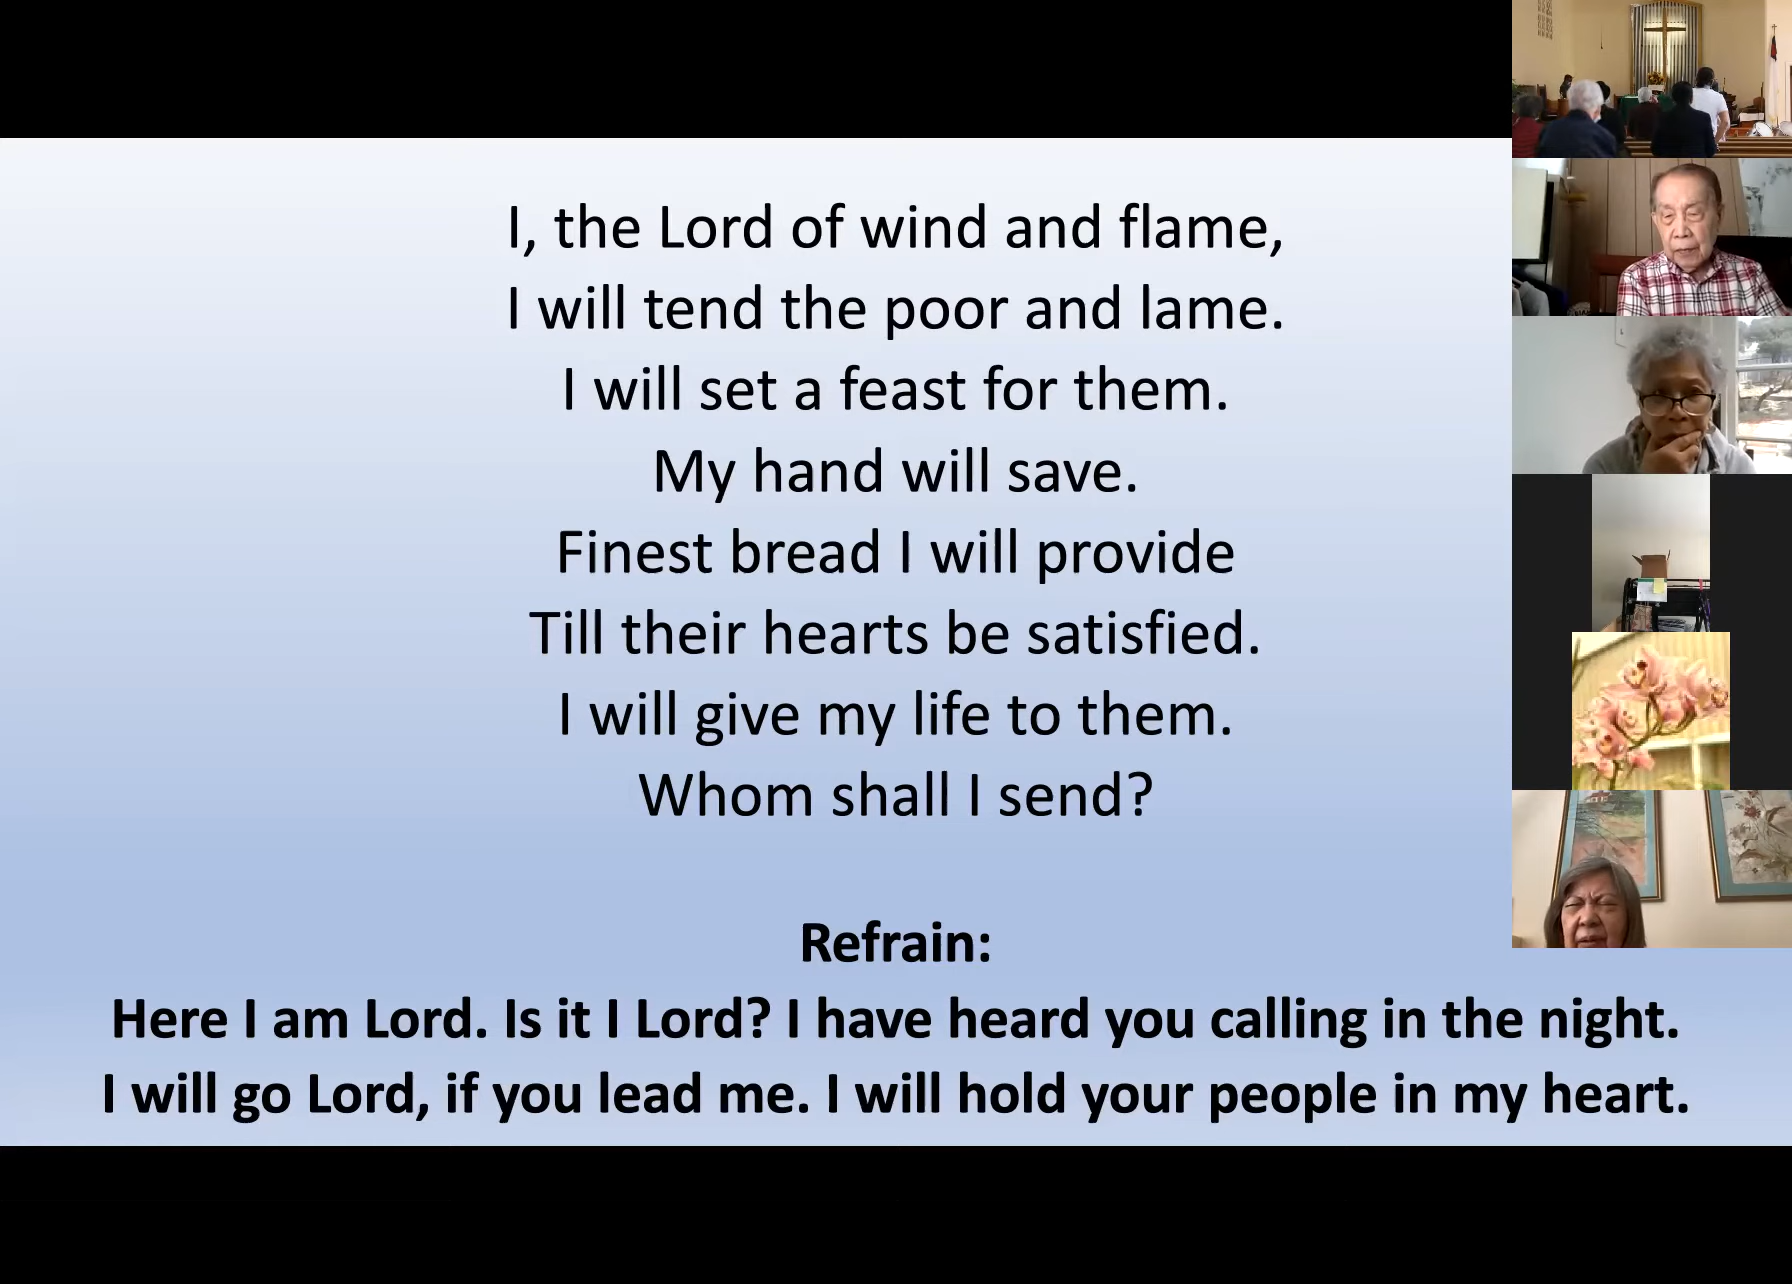 I, the Lord of wind and flame,
I will tend the poor and lame.
I will set a feast for them.
My hand will save.
Finest bread I will provide
Till their hearts be satisfied.
I will give my life to them.
Whom shall I send?
Refrain:
Here I am Lord. Is it I Lord? I have heard you calling in the night.
I will go Lord, if you lead me. I will hold your people in my heart.